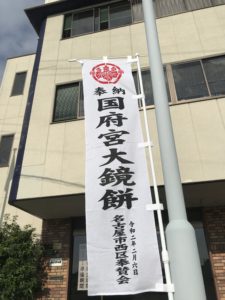 奉納
国府宮大鏡餅
令和二年二月六日
名古屋市西区奉賛会